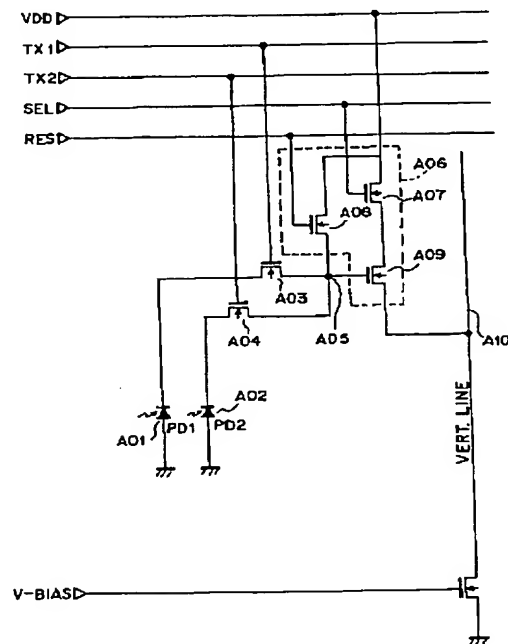 VDD
TX1
TX2
SEL
RES
A06
A08
A07
A09
A03
A05
A04
A10
A02
A01
PD1
PD2
VERT. LINE
V-BIAS